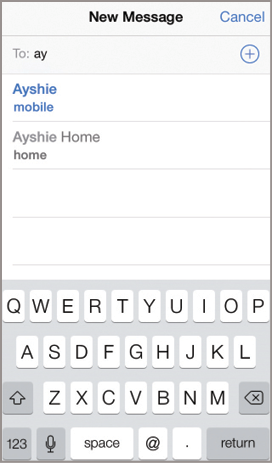 New Message Cancel
To: ay
Ayshie
mobile
Ayshie Home
home
Q W E R T Y U I O P
A S D F G H J K L
Z X C V B N M
123 space @ . return